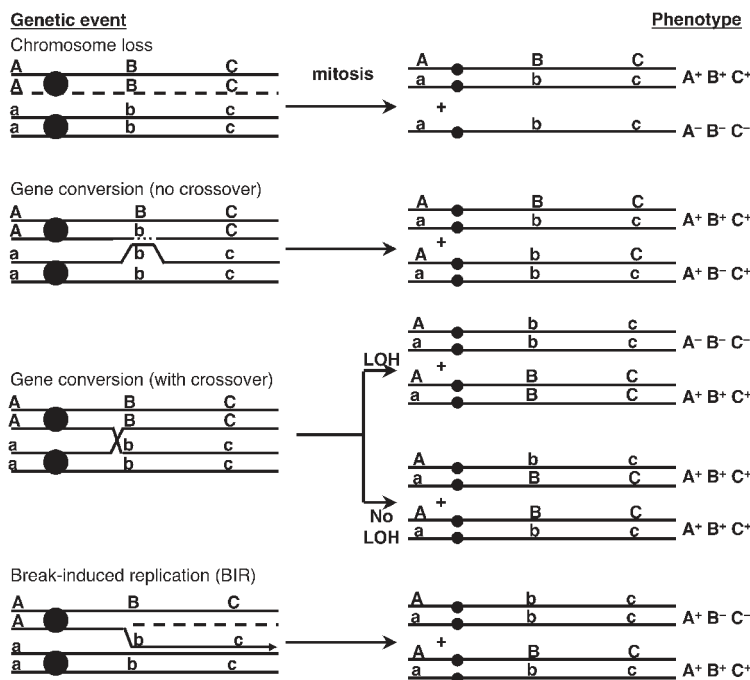 Genetic event Phenotype
Chromosome loss
A B C
A B C
a b c
a b c
mitosis
A B C
a b c
A⁺ B⁺ C⁺
+
a b c
A⁻ B⁻ C⁻
Gene conversion (no crossover)
A B C
A b C
a b c
a b c
A B C
a b c
A⁺ B⁺ C⁺
+
A b C
a b c
A⁺ B⁻ C⁺
Gene conversion (with crossover)
A B C
A B C
a b c
a b c
LOH
A b c
a b c
A⁻ B⁻ C⁻
+
A B C
a B C
A⁺ B⁺ C⁺
No
LOH
A b c
a B C
A⁺ B⁺ C⁺
+
A B C
a b c
A⁺ B⁺ C⁺
Break-induced replication (BIR)
A B C
A
b c
a
a b c
A b c
a b c
A⁺ B⁻ C⁻
+
A B C
a b c
A⁺ B⁺ C⁺